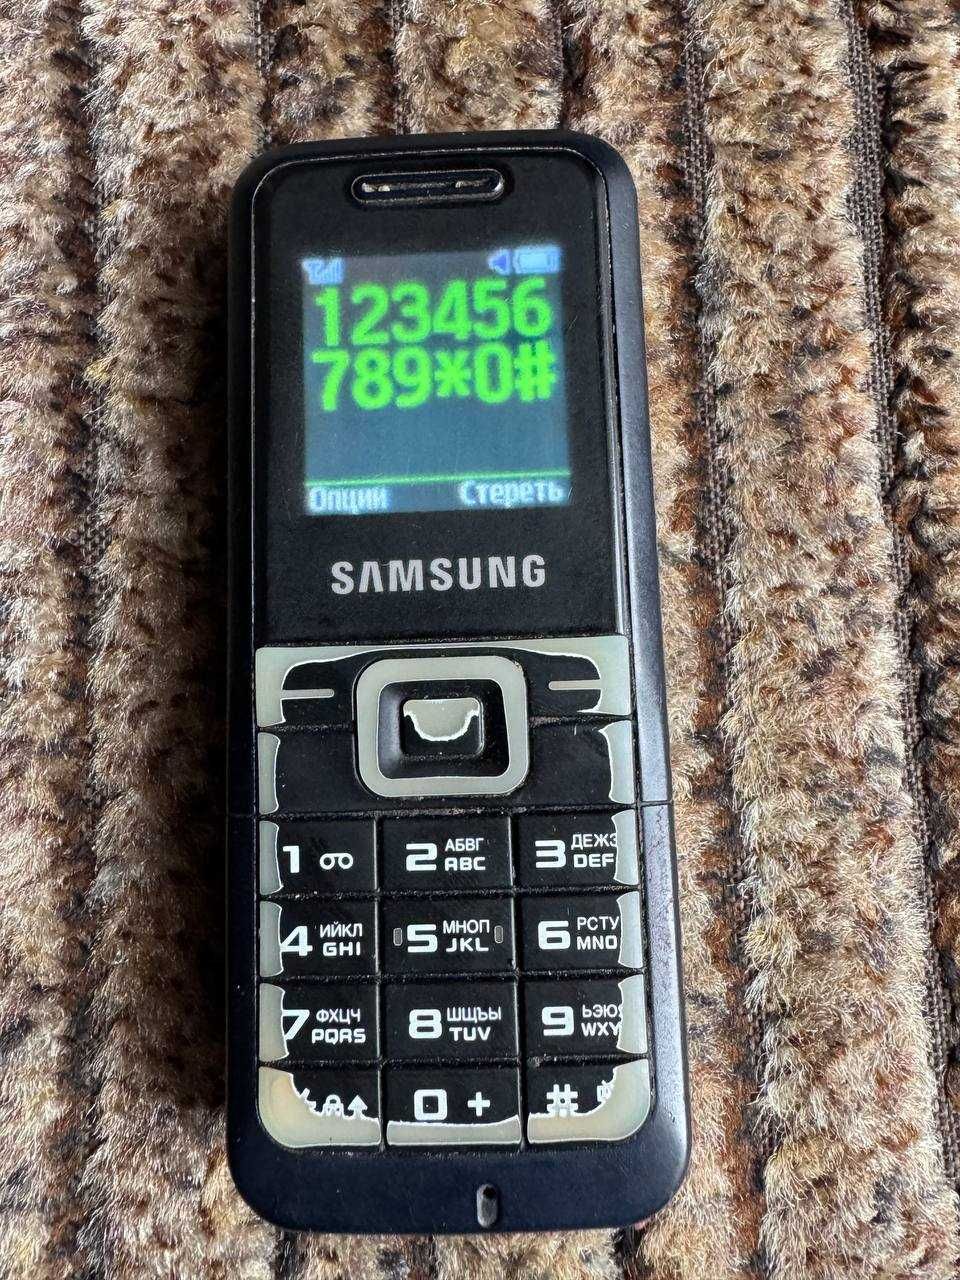 123456
789*0#
Опции Стереть
SAMSUNG
1 2 АБВГ ABC 3 ДЕЖЗ DEF
4 ИЙКЛ GHI 5 МНОП JKL 6 РСТУ MNO
7 ФХЦЧ PQRS 8 ШЩЪЫ TUV 9 ЬЭЮ WXY
0 + #